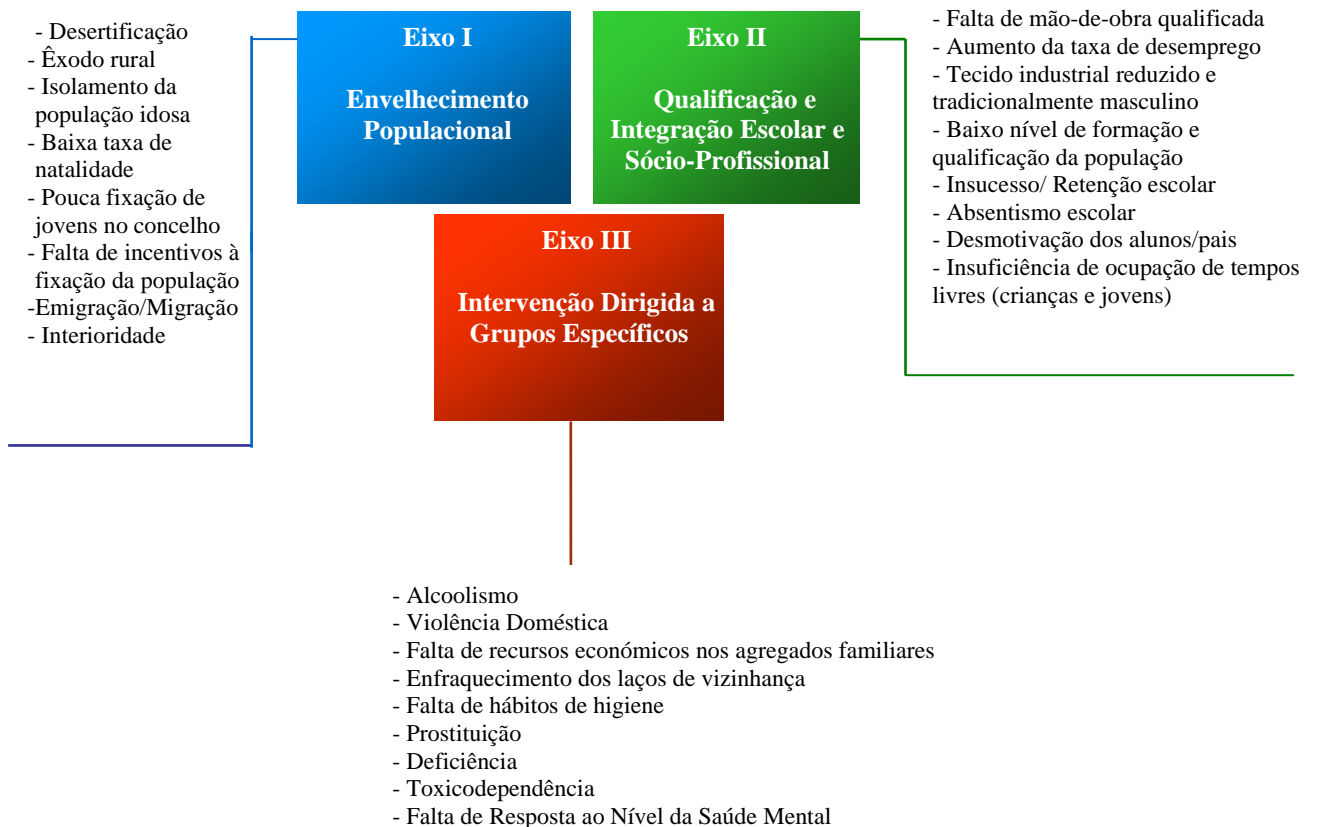 - Desertificação
- Êxodo rural
- Isolamento da
população idosa
- Baixa taxa de
natalidade
- Pouca fixação de
jovens no concelho
- Falta de incentivos à
fixação da população
-Emigração/Migração
- Interioridade
Eixo I
Envelhecimento
Populacional
Eixo II
Qualificação e
Integração Escolar e
Sócio-Profissional
- Falta de mão-de-obra qualificada
- Aumento da taxa de desemprego
- Tecido industrial reduzido e
tradicionalmente masculino
- Baixo nível de formação e
qualificação da população
- Insucesso/ Retenção escolar
- Absentismo escolar
- Desmotivação dos alunos/pais
- Insuficiência de ocupação de tempos
livres (crianças e jovens)
Eixo III
Intervenção Dirigida a
Grupos Específicos
- Alcoolismo
- Violência Doméstica
- Falta de recursos económicos nos agregados familiares
- Enfraquecimento dos laços de vizinhança
- Falta de hábitos de higiene
- Prostituição
- Deficiência
- Toxicodependência
- Falta de Resposta ao Nível da Saúde Mental